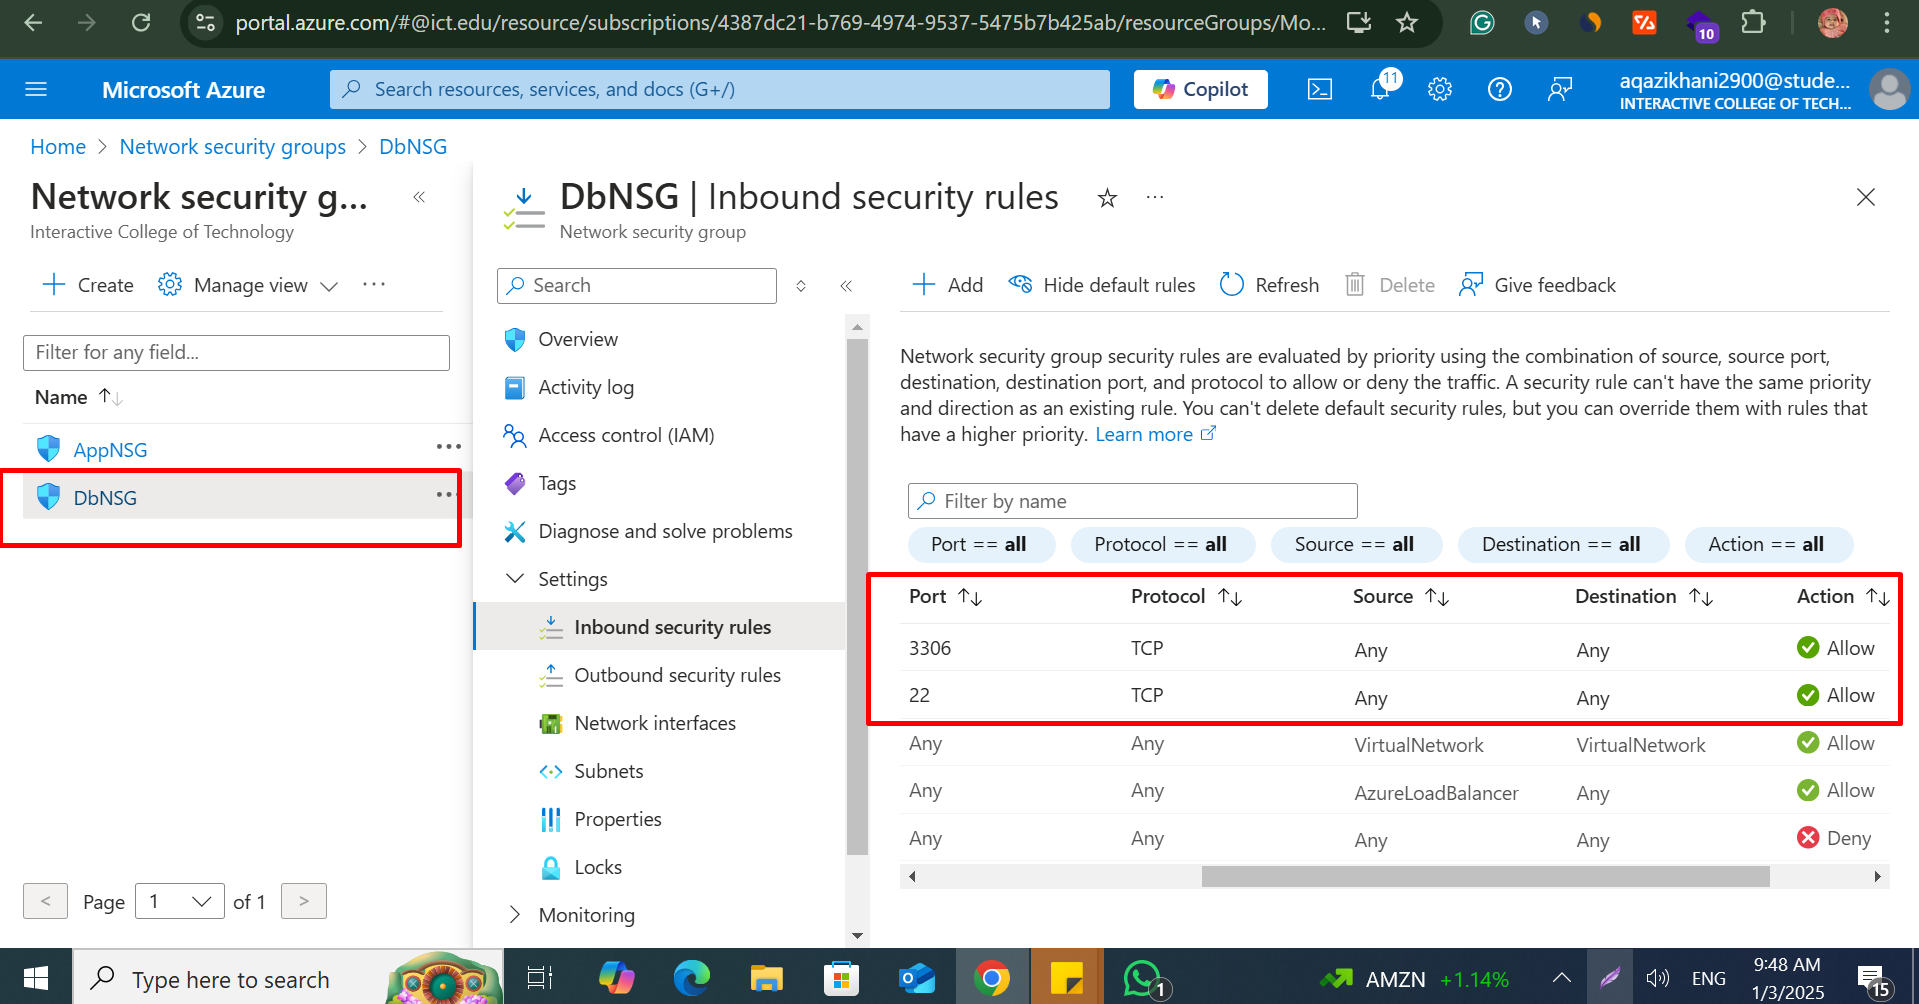 portal.azure.com/#@ict.edu/resource/subscriptions/4387dc21-b769-4974-9537-5475b7b425ab/resourceGroups/Mo...
10
Microsoft Azure
Search resources, services, and docs (G+/)
Copilot
11
aqazikhani2900@stude...
INTERACTIVE COLLEGE OF TECH...
Home > Network security groups > DbNSG
Network security g...
Interactive College of Technology
Create
Manage view
Filter for any field...
Name
AppNSG
DbNSG
< Page 1 of 1 >
DbNSG | Inbound security rules
Network security group
Search
Overview
Activity log
Access control (IAM)
Tags
Diagnose and solve problems
Settings
Inbound security rules
Outbound security rules
Network interfaces
Subnets
Properties
Locks
Monitoring
Add
Hide default rules
Refresh
Delete
Give feedback
Network security group security rules are evaluated by priority using the combination of source, source port,
destination, destination port, and protocol to allow or deny the traffic. A security rule can't have the same priority
and direction as an existing rule. You can't delete default security rules, but you can override them with rules that
have a higher priority. Learn more
Filter by name
Port == all Protocol == all Source == all Destination == all Action == all
Port Protocol Source Destination Action
3306 TCP Any Any Allow
22 TCP Any Any Allow
Any Any VirtualNetwork VirtualNetwork Allow
Any Any AzureLoadBalancer Any Allow
Any Any Any Any Deny
Type here to search
1
AMZN +1.14%
ENG
9:48 AM
1/3/2025
15